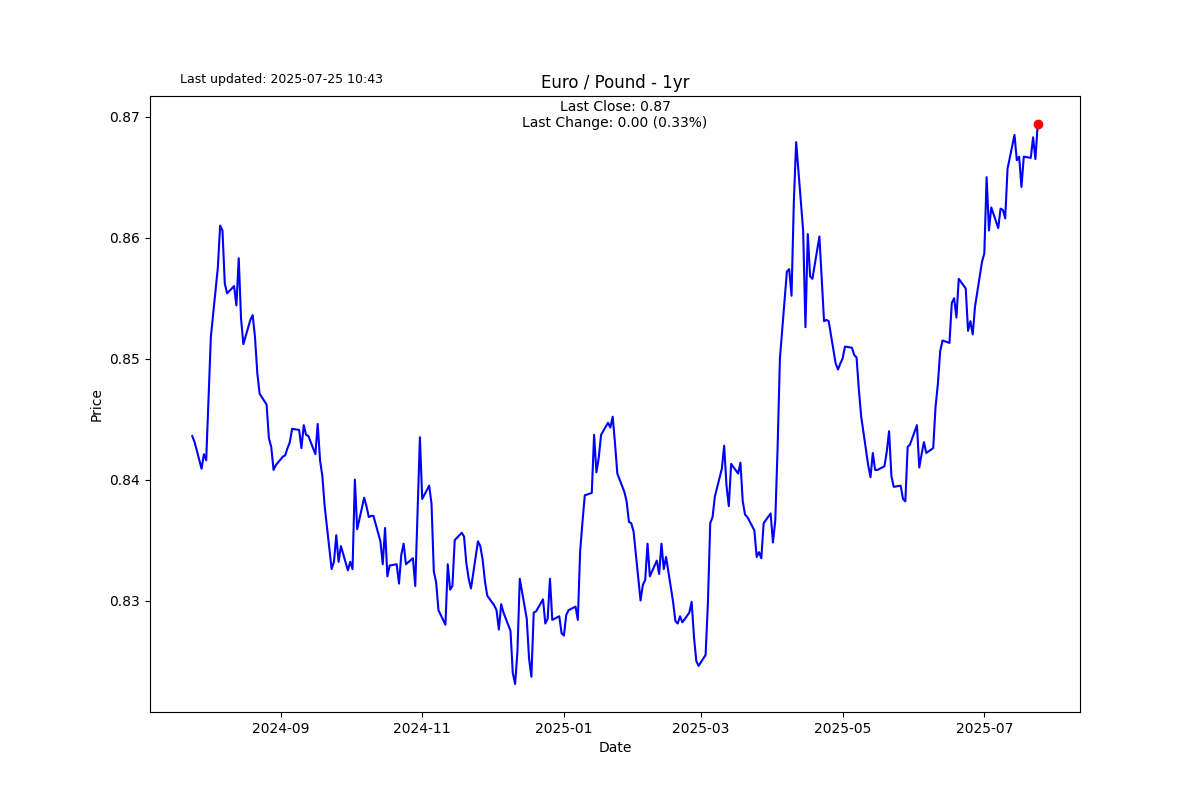 Last updated: 2025-07-25 10:43
Euro / Pound - 1yr
Last Close: 0.87
Last Change: 0.00 (0.33%)
0.87
0.86
0.85
0.84
0.83
Price
2024-09
2024-11
2025-01
2025-03
2025-05
2025-07
Date